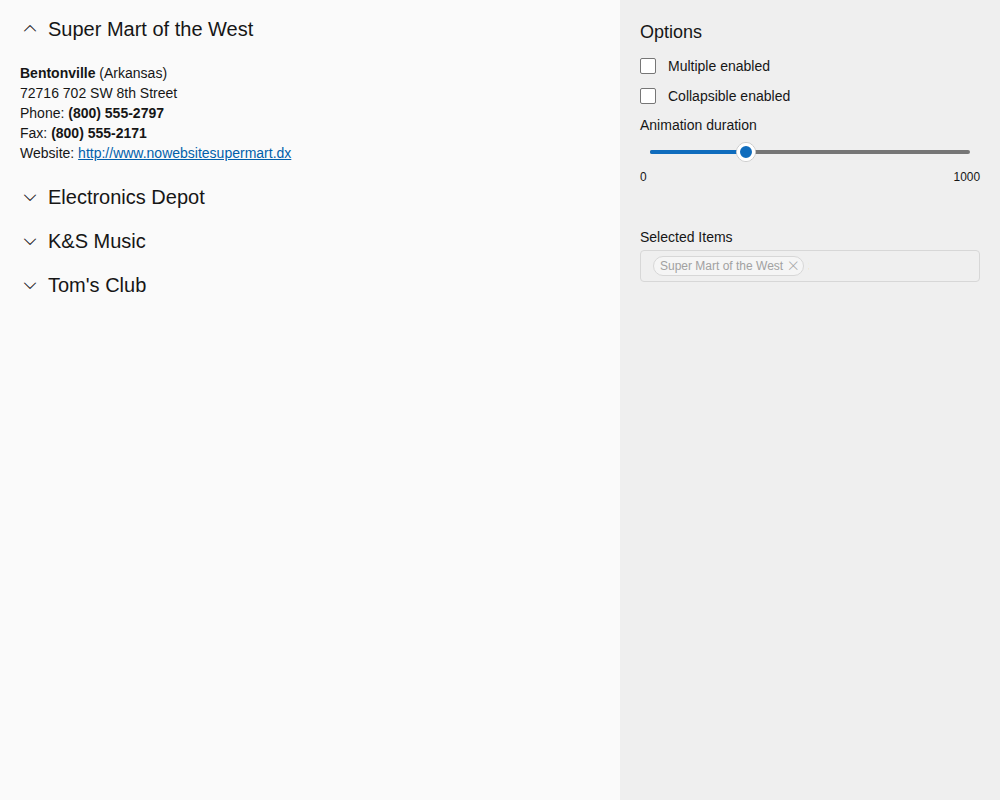 Super Mart of the West
Bentonville (Arkansas)
72716 702 SW 8th Street
Phone: (800) 555-2797
Fax: (800) 555-2171
Website: http://www.nowebsitesupermart.dx
Electronics Depot
K&S Music
Tom's Club
Options
Multiple enabled
Collapsible enabled
Animation duration
0 1000
Selected Items
Super Mart of the West